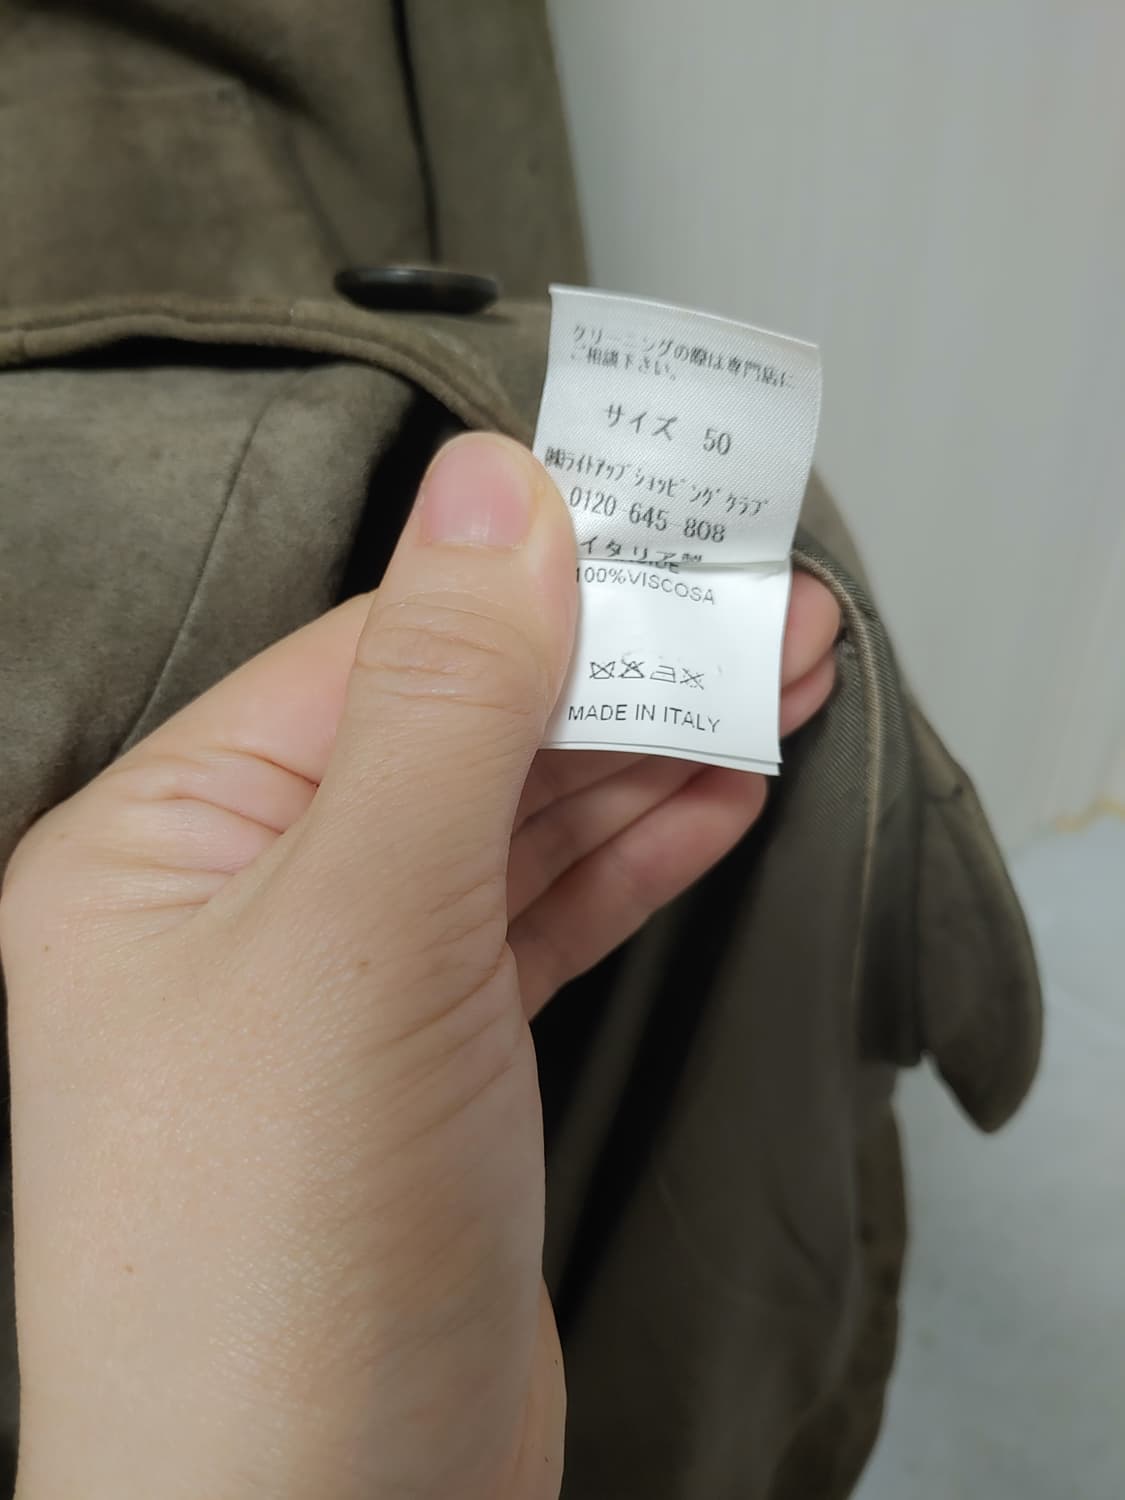 クリーニングの際は専門店に
ご相談下さい。
サイズ 50
㈱ライトアップショッピングクラブ
0120-645-808
イタリア製
100%VISCOSA
MADE IN ITALY